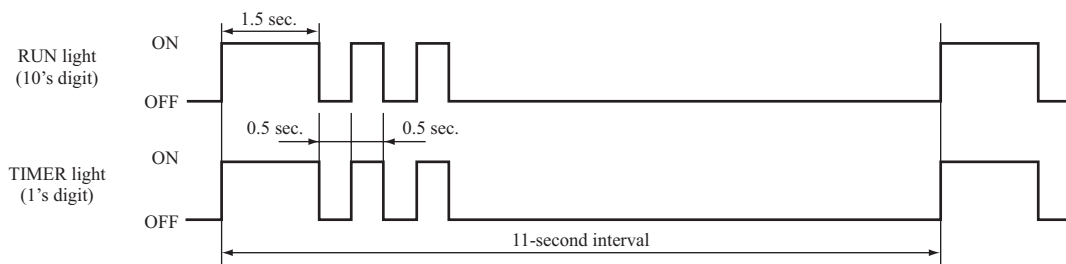 1.5 sec.
ON
RUN light
(10’s digit)
OFF
0.5 sec.
0.5 sec.
ON
TIMER light
(1’s digit)
OFF
11-second interval